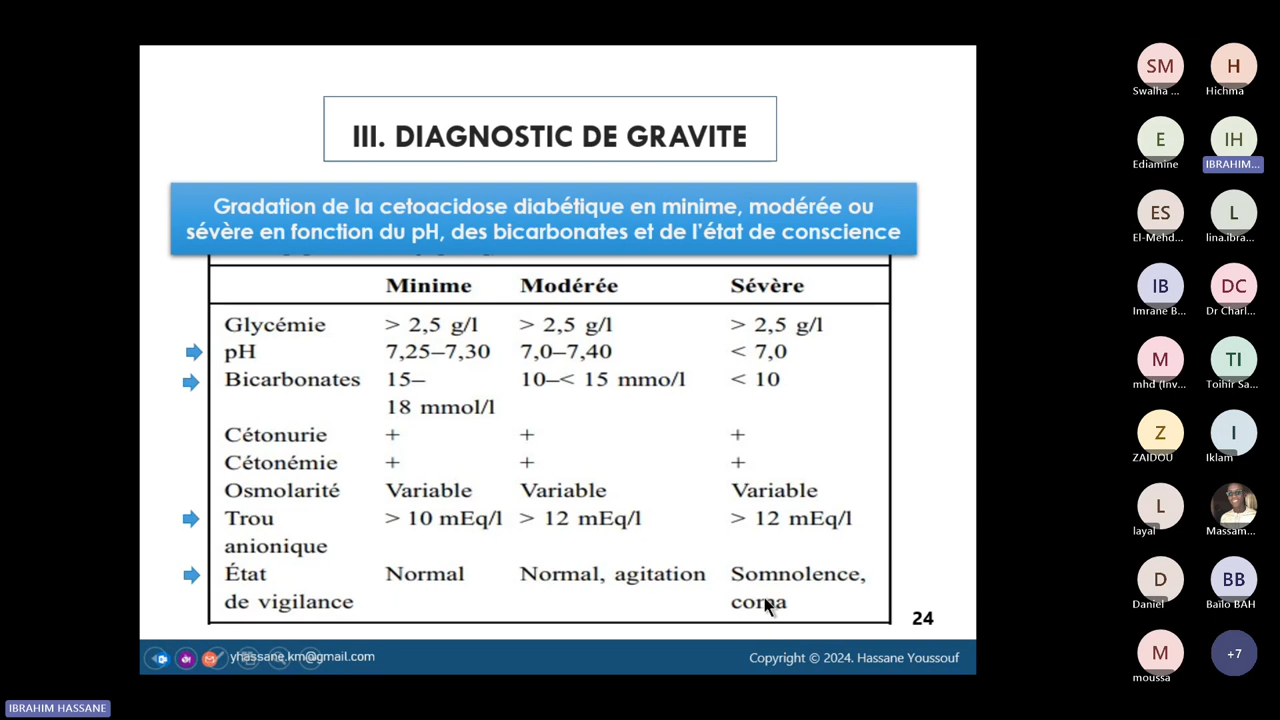 III. DIAGNOSTIC DE GRAVITE
Gradation de la cetoacidose diabétique en minime, modérée ou
sévère en fonction du pH, des bicarbonates et de l'état de conscience
Minime Modérée Sévère
Glycémie > 2,5 g/l > 2,5 g/l > 2,5 g/l
pH 7,25–7,30 7,0–7,40 < 7,0
Bicarbonates 15– 10–< 15 mmo/l < 10
18 mmol/l
Cétonurie + + +
Cétonémie + + +
Osmolarité Variable Variable Variable
Trou > 10 mEq/l > 12 mEq/l > 12 mEq/l
anionique
État Normal Normal, agitation Somnolence,
de vigilance coma
24
yhassane.km@gmail.com
Copyright © 2024. Hassane Youssouf
IBRAHIM HASSANE
SM H
Swalha ... Hichma
E IH
Ediamine IBRAHIM...
ES L
El-Mehd... lina.ibra...
IB DC
Imrane B... Dr Charl...
M TI
mhd (Inv... Toihir Sa...
Z I
ZAIDOU Iklam
L
layal Massam...
D BB
Daniel Baïlo BAH
M +7
moussa